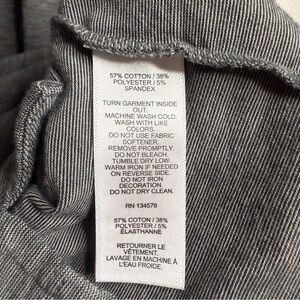 57% COTTON / 38%
POLYESTER / 5%
SPANDEX
TURN GARMENT INSIDE
OUT.
MACHINE WASH COLD.
WASH WITH LIKE
COLORS.
DO NOT USE FABRIC
SOFTENER.
REMOVE PROMPTLY.
DO NOT BLEACH.
TUMBLE DRY LOW.
WARM IRON IF NEEDED
ON REVERSE SIDE.
DO NOT IRON
DECORATION.
DO NOT DRY CLEAN.
RN 134578
57% COTTON / 38%
POLYESTER / 5%
ÉLASTHANNE
RETOURNER LE
VÊTEMENT.
LAVAGE EN MACHINE À
L'EAU FROIDE.